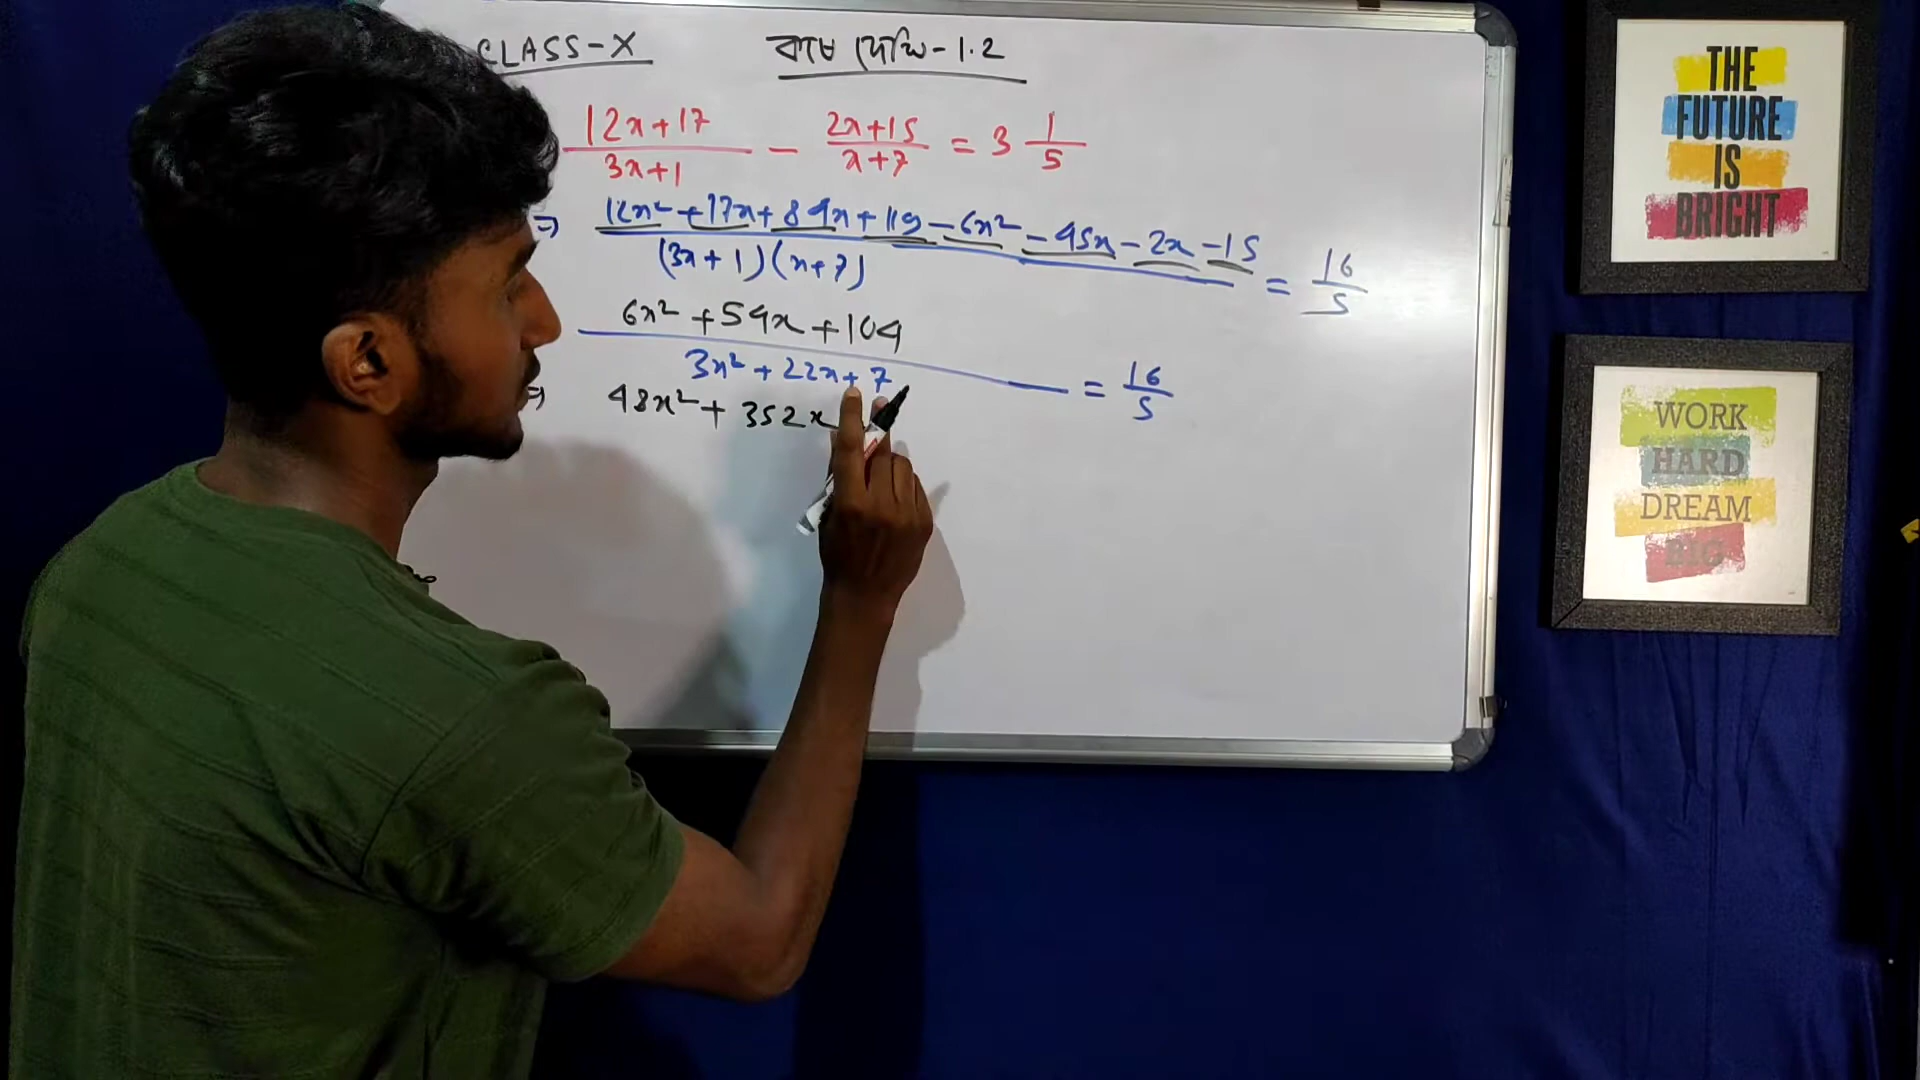 CLASS-X কষে দেখি-1.2
12x+17 / 3x+1 - 2x+15 / x+7 = 3 1/5
⇒ 12x²+17x+84x+119-6x²-45x-2x-15 / (3x+1)(x+7) = 16/5
6x²+54x+104 / 3x²+22x+7 = 16/5
⇒ 48x²+352x
THE
FUTURE
IS
BRIGHT
WORK
HARD
DREAM
BIG